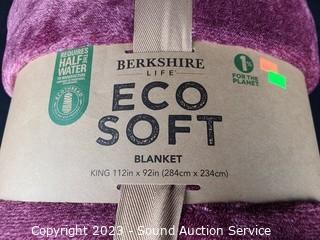 REQUIRES
HALF THE
WATER
ECOTHREAD
BERKSHIRE
LIFE
ECO
SOFT
BLANKET
KING 112in x 92in (284cm x 234cm)
1%
FOR THE
PLANET
Copyright 2023 - Sound Auction Service